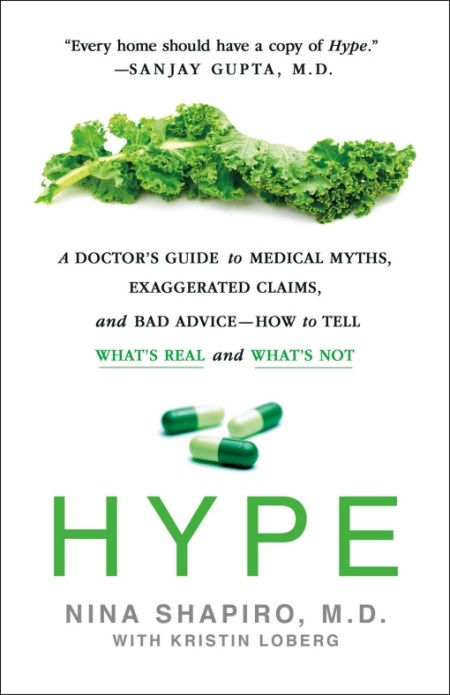 “Every home should have a copy of Hype.”
—SANJAY GUPTA, M.D.
A DOCTOR’S GUIDE to MEDICAL MYTHS,
EXAGGERATED CLAIMS,
and BAD ADVICE—HOW to TELL
WHAT’S REAL and WHAT’S NOT
HYPE
NINA SHAPIRO, M.D.
WITH KRISTIN LOBERG